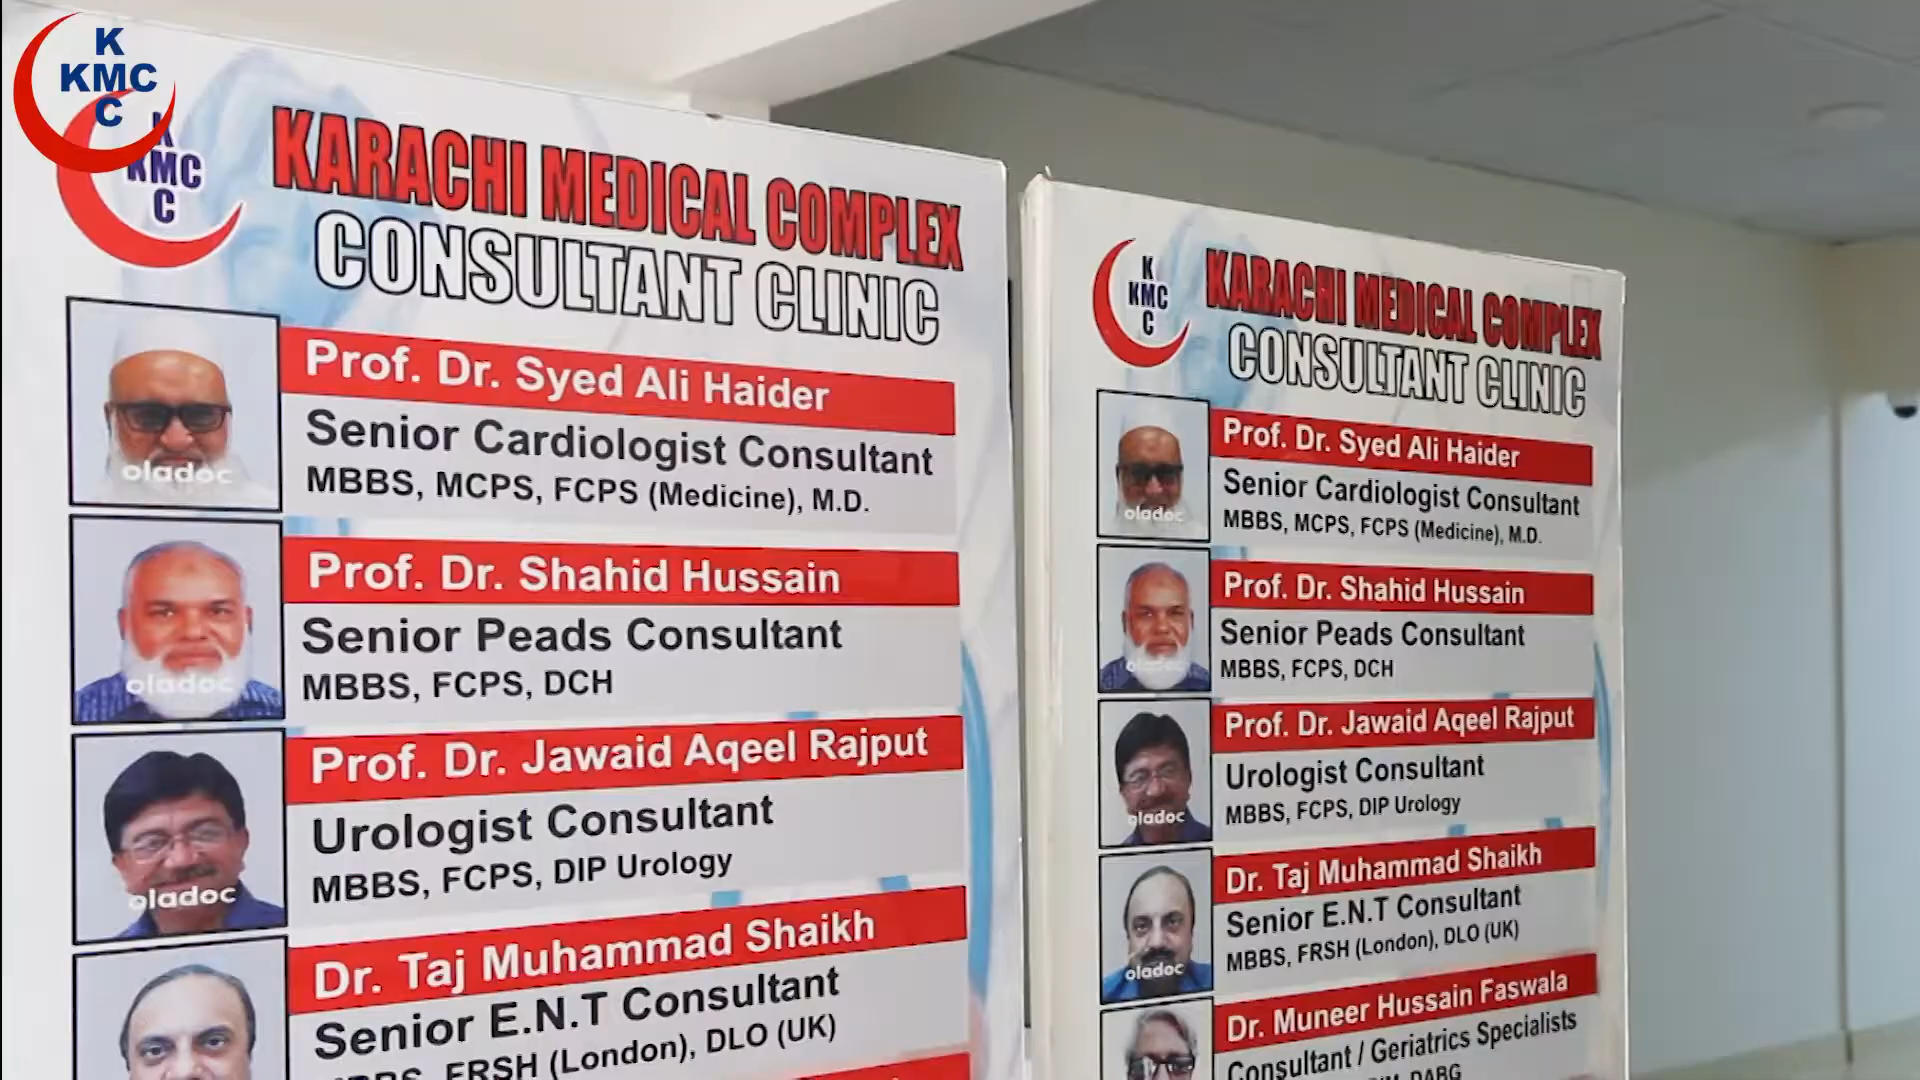 K
KMC
C
K
KMC
C
KARACHI MEDICAL COMPLEX
CONSULTANT CLINIC
Prof. Dr. Syed Ali Haider
Senior Cardiologist Consultant
MBBS, MCPS, FCPS (Medicine), M.D.
oladoc
Prof. Dr. Shahid Hussain
Senior Peads Consultant
MBBS, FCPS, DCH
oladoc
Prof. Dr. Jawaid Aqeel Rajput
Urologist Consultant
MBBS, FCPS, DIP Urology
oladoc
Dr. Taj Muhammad Shaikh
Senior E.N.T Consultant
MBBS, FRSH (London), DLO (UK)
K
KMC
C
KARACHI MEDICAL COMPLEX
CONSULTANT CLINIC
Prof. Dr. Syed Ali Haider
Senior Cardiologist Consultant
MBBS, MCPS, FCPS (Medicine), M.D.
oladoc
Prof. Dr. Shahid Hussain
Senior Peads Consultant
MBBS, FCPS, DCH
oladoc
Prof. Dr. Jawaid Aqeel Rajput
Urologist Consultant
MBBS, FCPS, DIP Urology
oladoc
Dr. Taj Muhammad Shaikh
Senior E.N.T Consultant
MBBS, FRSH (London), DLO (UK)
oladoc
Dr. Muneer Hussain Faswala
Consultant / Geriatrics Specialists
DABG